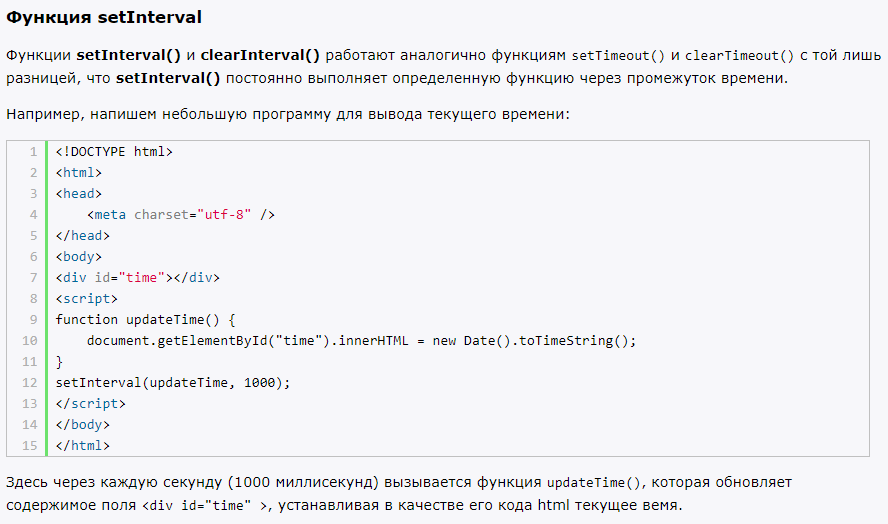 Функция setInterval
Функции setInterval() и clearInterval() работают аналогично функциям setTimeout() и clearTimeout() с той лишь
разницей, что setInterval() постоянно выполняет определенную функцию через промежуток времени.
Например, напишем небольшую программу для вывода текущего времени:
1 <!DOCTYPE html>
2 <html>
3 <head>
4     <meta charset="utf-8" />
5 </head>
6 <body>
7 <div id="time"></div>
8 <script>
9 function updateTime() {
10     document.getElementById("time").innerHTML = new Date().toTimeString();
11 }
12 setInterval(updateTime, 1000);
13 </script>
14 </body>
15 </html>
Здесь через каждую секунду (1000 миллисекунд) вызывается функция updateTime(), которая обновляет
содержимое поля <div id="time" >, устанавливая в качестве его кода html текущее вемя.